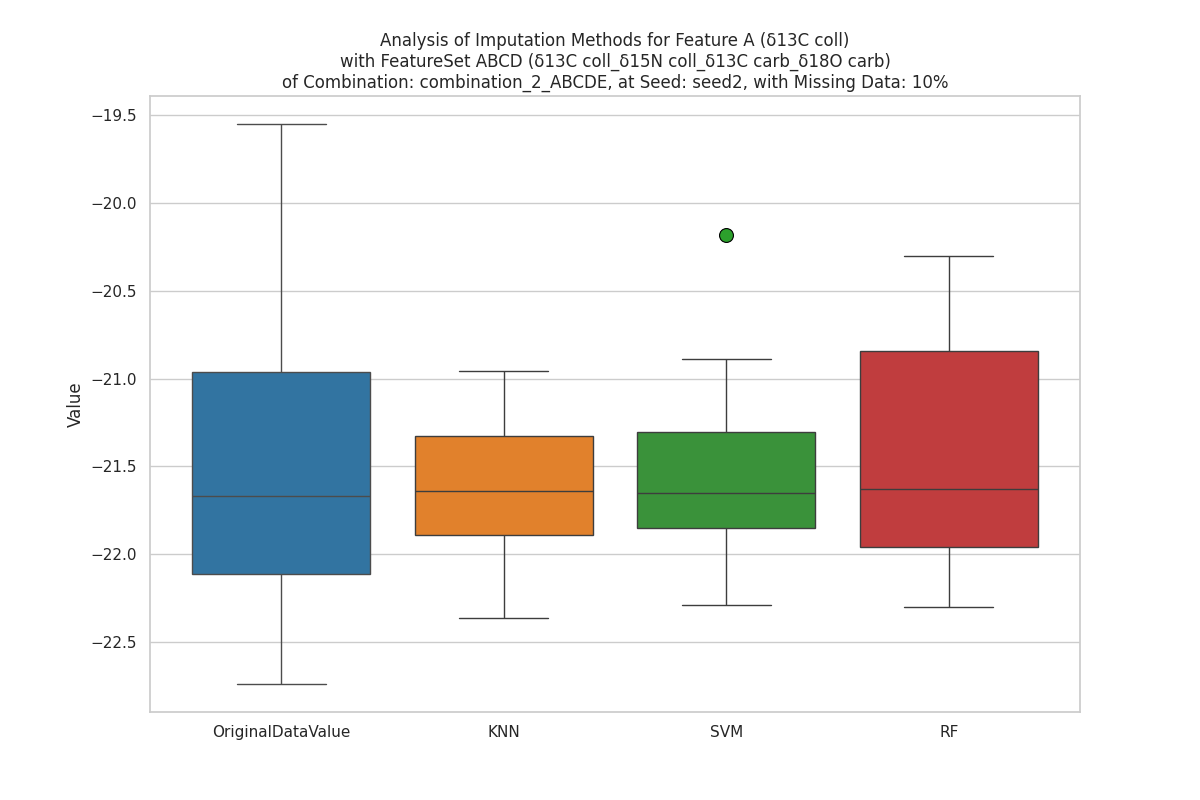 Analysis of Imputation Methods for Feature A (δ13C coll)
with FeatureSet ABCD (δ13C coll_δ15N coll_δ13C carb_δ18O carb)
of Combination: combination_2_ABCDE, at Seed: seed2, with Missing Data: 10%
−19.5
−20.0
−20.5
−21.0
−21.5
−22.0
−22.5
Value
OriginalDataValue
KNN
SVM
RF